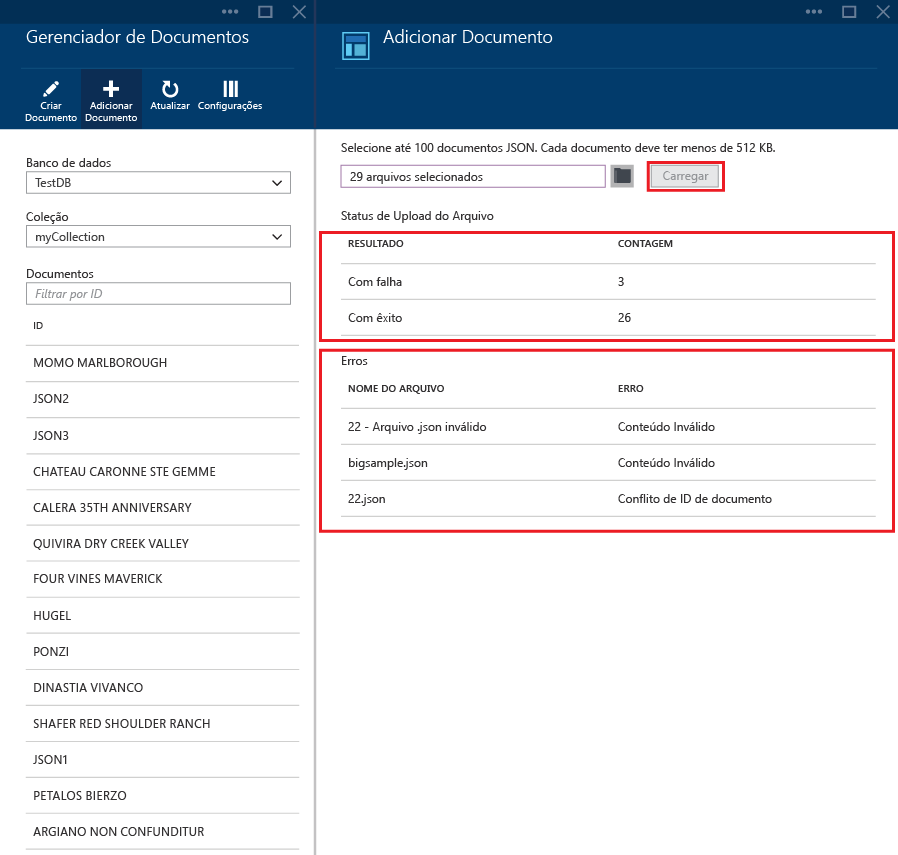 Gerenciador de Documentos
Criar Documento
Adicionar Documento
Atualizar
Configurações
Banco de dados
TestDB
Coleção
myCollection
Documentos
Filtrar por ID
ID
MOMO MARLBOROUGH
JSON2
JSON3
CHATEAU CARONNE STE GEMME
CALERA 35TH ANNIVERSARY
QUIVIRA DRY CREEK VALLEY
FOUR VINES MAVERICK
HUGEL
PONZI
DINASTIA VIVANCO
SHAFER RED SHOULDER RANCH
JSON1
PETALOS BIERZO
ARGIANO NON CONFUNDITUR
Adicionar Documento
Selecione até 100 documentos JSON. Cada documento deve ter menos de 512 KB.
29 arquivos selecionados
Carregar
Status de Upload do Arquivo
RESULTADO CONTAGEM
Com falha 3
Com êxito 26
Erros
NOME DO ARQUIVO ERRO
22 - Arquivo .json inválido Conteúdo Inválido
bigsample.json Conteúdo Inválido
22.json Conflito de ID de documento